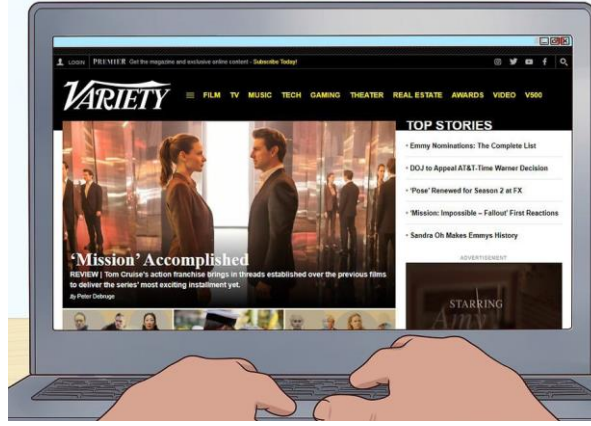 LOGIN PREMIER Get the magazine and exclusive online content - Subscribe Today!
VARIETY
FILM TV MUSIC TECH GAMING THEATER REAL ESTATE AWARDS VIDEO V500
TOP STORIES
• Emmy Nominations: The Complete List
• DOJ to Appeal AT&T-Time Warner Decision
• 'Pose' Renewed for Season 2 at FX
• 'Mission: Impossible – Fallout' First Reactions
• Sandra Oh Makes Emmys History
'Mission' Accomplished
REVIEW | Tom Cruise's action franchise brings in threads established over the previous films
to deliver the series' most exciting installment yet.
By Peter Debruge
ADVERTISEMENT
STARRING
Amy